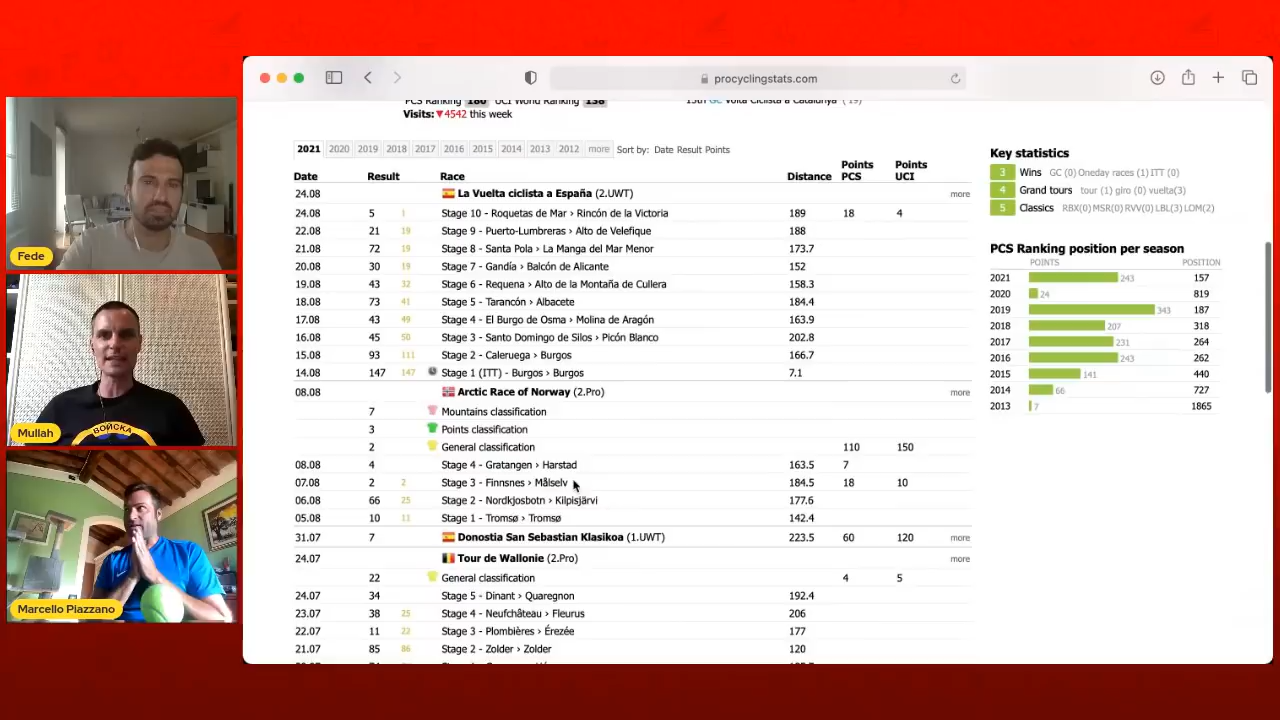 procyclingstats.com
PCS Ranking 180 UCI World Ranking 138
Volta Ciclista a Catalunya ('19)
Visits: ▼4542 this week
2021 2020 2019 2018 2017 2016 2015 2014 2013 2012 more Sort by: Date Result Points
Date Result Race Distance Points PCS Points UCI
24.08 La Vuelta ciclista a España (2.UWT) more
24.08 5 1 Stage 10 - Roquetas de Mar › Rincón de la Victoria 189 18 4
22.08 21 19 Stage 9 - Puerto-Lumbreras › Alto de Velefique 188
21.08 72 19 Stage 8 - Santa Pola › La Manga del Mar Menor 173.7
20.08 30 19 Stage 7 - Gandía › Balcón de Alicante 152
19.08 43 32 Stage 6 - Requena › Alto de la Montaña de Cullera 158.3
18.08 73 41 Stage 5 - Tarancón › Albacete 184.4
17.08 43 49 Stage 4 - El Burgo de Osma › Molina de Aragón 163.9
16.08 45 50 Stage 3 - Santo Domingo de Silos › Picón Blanco 202.8
15.08 93 111 Stage 2 - Caleruega › Burgos 166.7
14.08 147 147 Stage 1 (ITT) - Burgos › Burgos 7.1
08.08 Arctic Race of Norway (2.Pro) more
7 Mountains classification
3 Points classification
2 General classification 110 150
08.08 4 Stage 4 - Gratangen › Harstad 163.5 7
07.08 2 2 Stage 3 - Finnsnes › Målselv 184.5 18 10
06.08 66 25 Stage 2 - Nordkjosbotn › Kilpisjärvi 177.6
05.08 10 11 Stage 1 - Tromsø › Tromsø 142.4
31.07 7 Donostia San Sebastian Klasikoa (1.UWT) 223.5 60 120 more
24.07 Tour de Wallonie (2.Pro) more
22 General classification 4 5
24.07 34 Stage 5 - Dinant › Quaregnon 192.4
23.07 38 25 Stage 4 - Neufchâteau › Fleurus 206
22.07 11 22 Stage 3 - Plombières › Érezée 177
21.07 85 86 Stage 2 - Zolder › Zolder 120
Key statistics
3 Wins GC (0) Oneday races (1) ITT (0)
4 Grand tours tour (1) giro (0) vuelta(3)
5 Classics RBX(0)MSR(0)RVV(0)LBL(3)LOM(2)
PCS Ranking position per season
POINTS POSITION
2021 243 157
2020 24 819
2019 343 187
2018 207 318
2017 231 264
2016 243 262
2015 141 440
2014 66 727
2013 7 1865
Fede
ВОЙСКА
Mullah
Marcello Piazzano